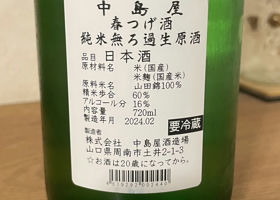 中島屋
春つげ酒
純米無ろ過生原酒
品目 日本酒
原材料名 米(国産)
米麹(国産米)
原料米名 山田錦100%
精米歩合 60%
アルコール分 16%
内容量 720ml
製造年月 2024.02
要冷蔵
製造者
株式会社 中島屋酒造場
山口県周南市土井2-1-3
※お酒は20歳になってから。
4519292002440